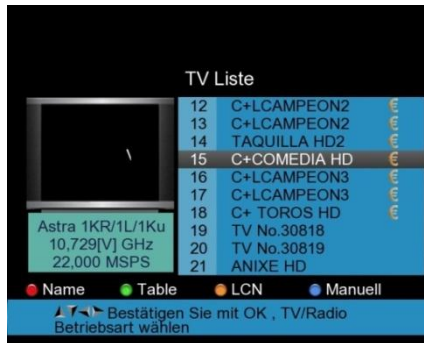 TV Liste
12 C+LCAMPEON2 €
13 C+LCAMPEON2 €
14 TAQUILLA HD2 €
15 C+COMEDIA HD €
16 C+LCAMPEON3 €
17 C+LCAMPEON3 €
18 C+ TOROS HD €
19 TV No.30818
20 TV No.30819
21 ANIXE HD
Astra 1KR/1L/1Ku
10,729[V] GHz
22,000 MSPS
Name Table LCN Manuell
Bestätigen Sie mit OK , TV/Radio
Betriebsart wählen